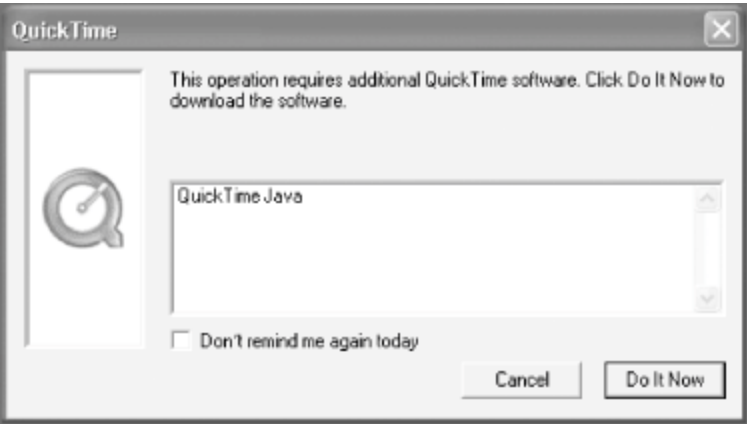 QuickTime
This operation requires additional QuickTime software. Click Do It Now to
download the software.
QuickTime Java
Don't remind me again today
Cancel
Do It Now